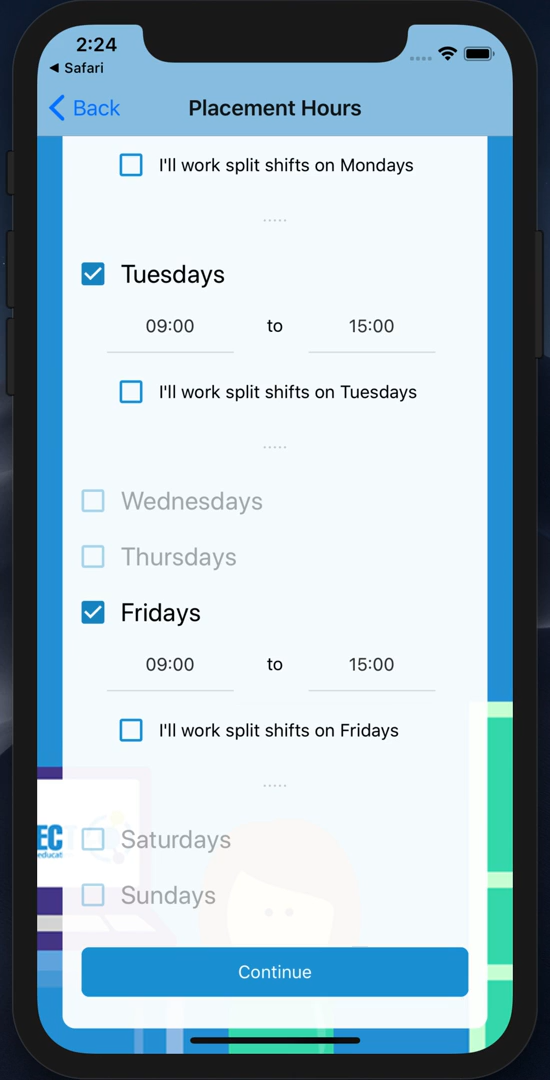 2:24
◀ Safari
Back
Placement Hours
I'll work split shifts on Mondays
.....
Tuesdays
09:00 to 15:00
I'll work split shifts on Tuesdays
.....
Wednesdays
Thursdays
Fridays
09:00 to 15:00
I'll work split shifts on Fridays
.....
EC
educat
Saturdays
Sundays
Continue